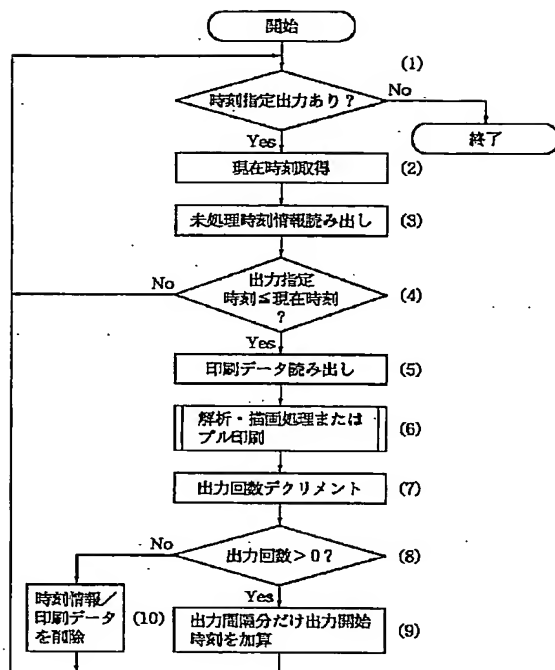 開始
(1)
時刻指定出力あり?
No
Yes
終了
現在時刻取得
(2)
未処理時刻情報読み出し
(3)
出力指定
時刻≦現在時刻
?
No
(4)
Yes
印刷データ読み出し
(5)
解析・描画処理または
プル印刷
(6)
出力回数デクリメント
(7)
No
出力回数>0?
(8)
Yes
時刻情報/
印刷データ
を削除
(10)
出力間隔分だけ出力開始
時刻を加算
(9)